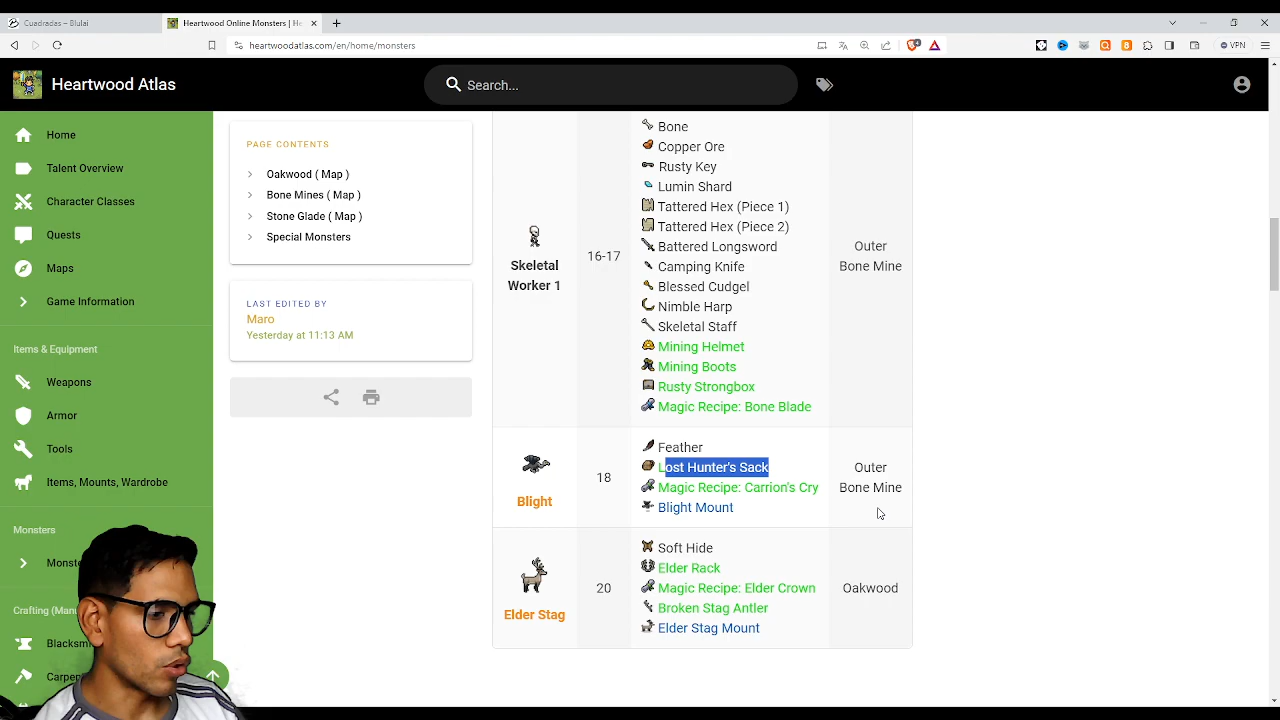 Cuadradas – Blulai
Heartwood Online Monsters | He
heartwoodatlas.com/en/home/monsters
VPN
Heartwood Atlas
Search...
Home
Talent Overview
Character Classes
Quests
Maps
Game Information
Items & Equipment
Weapons
Armor
Tools
Items, Mounts, Wardrobe
Monsters
Monste
Crafting (Man
Blacksm
Carpen
PAGE CONTENTS
Oakwood ( Map )
Bone Mines ( Map )
Stone Glade ( Map )
Special Monsters
LAST EDITED BY
Maro
Yesterday at 11:13 AM
Skeletal
Worker 1
16-17
Bone
Copper Ore
Rusty Key
Lumin Shard
Tattered Hex (Piece 1)
Tattered Hex (Piece 2)
Battered Longsword
Camping Knife
Blessed Cudgel
Nimble Harp
Skeletal Staff
Mining Helmet
Mining Boots
Rusty Strongbox
Magic Recipe: Bone Blade
Outer
Bone Mine
Blight
18
Feather
Lost Hunter's Sack
Magic Recipe: Carrion's Cry
Blight Mount
Outer
Bone Mine
Elder Stag
20
Soft Hide
Elder Rack
Magic Recipe: Elder Crown
Broken Stag Antler
Elder Stag Mount
Oakwood